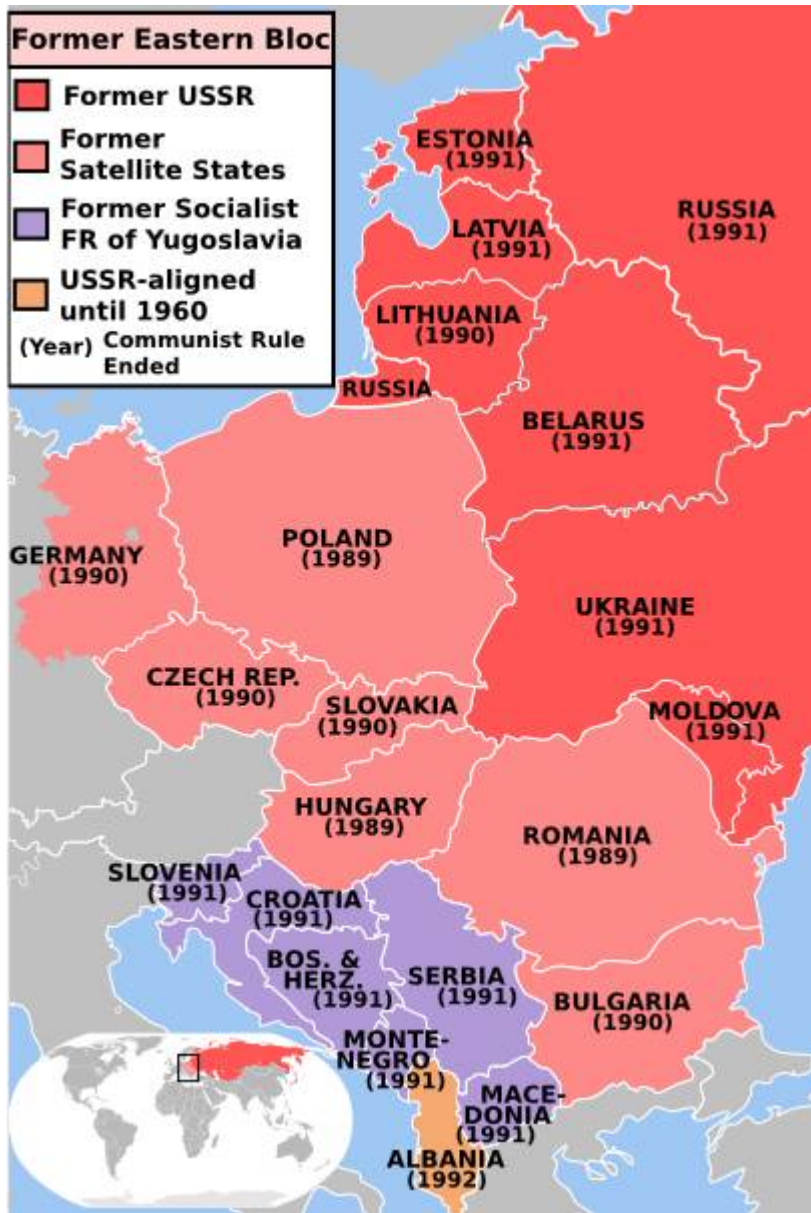 Former Eastern Bloc
Former USSR
Former
Satellite States
Former Socialist
FR of Yugoslavia
USSR-aligned
until 1960
(Year) Communist Rule
Ended
ESTONIA
(1991)
RUSSIA
(1991)
LATVIA
(1991)
LITHUANIA
(1990)
RUSSIA
BELARUS
(1991)
POLAND
(1989)
GERMANY
(1990)
UKRAINE
(1991)
CZECH REP.
(1990)
SLOVAKIA
(1990)
MOLDOVA
(1991)
HUNGARY
(1989)
ROMANIA
(1989)
SLOVENIA
(1991)
CROATIA
(1991)
BOS. &
HERZ.
(1991)
SERBIA
(1991)
BULGARIA
(1990)
MONTE-
NEGRO
(1991)
MACE-
DONIA
(1991)
ALBANIA
(1992)